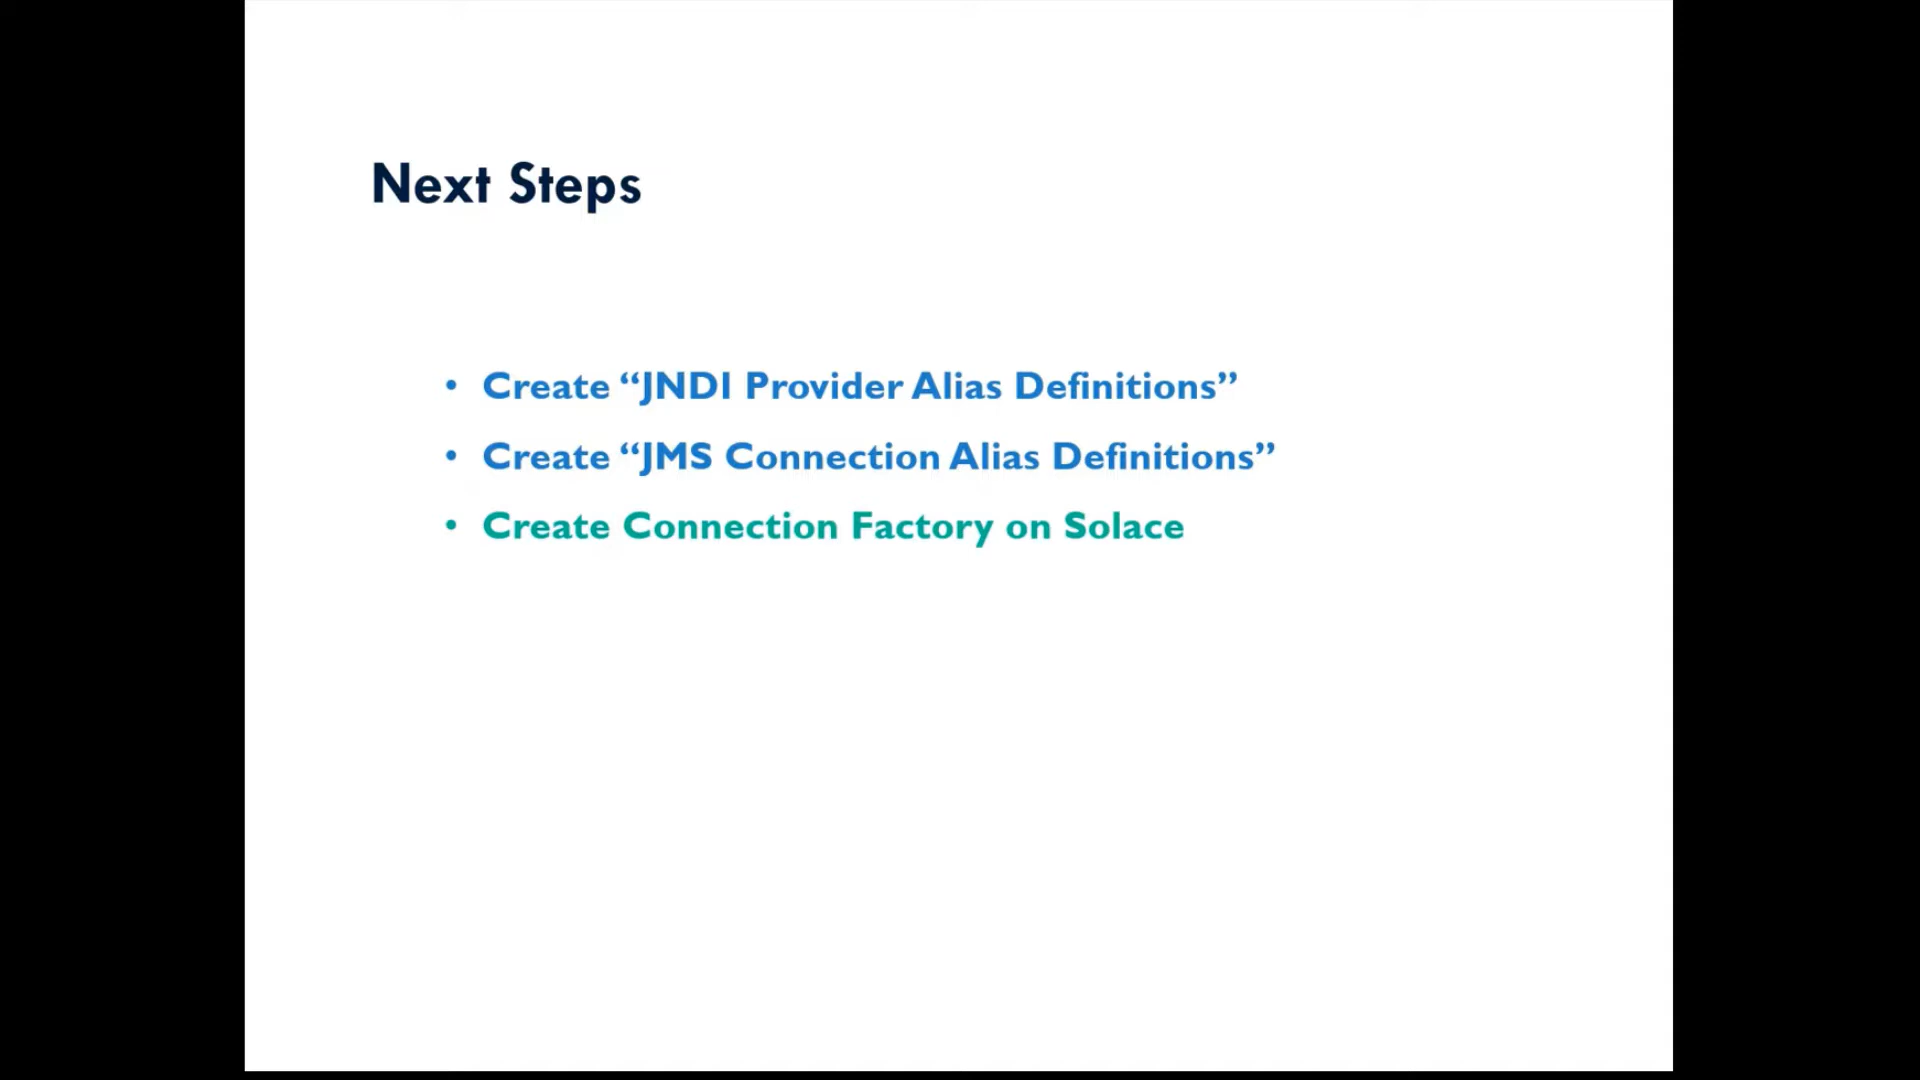 Next Steps
• Create “JNDI Provider Alias Definitions”
• Create “JMS Connection Alias Definitions”
• Create Connection Factory on Solace